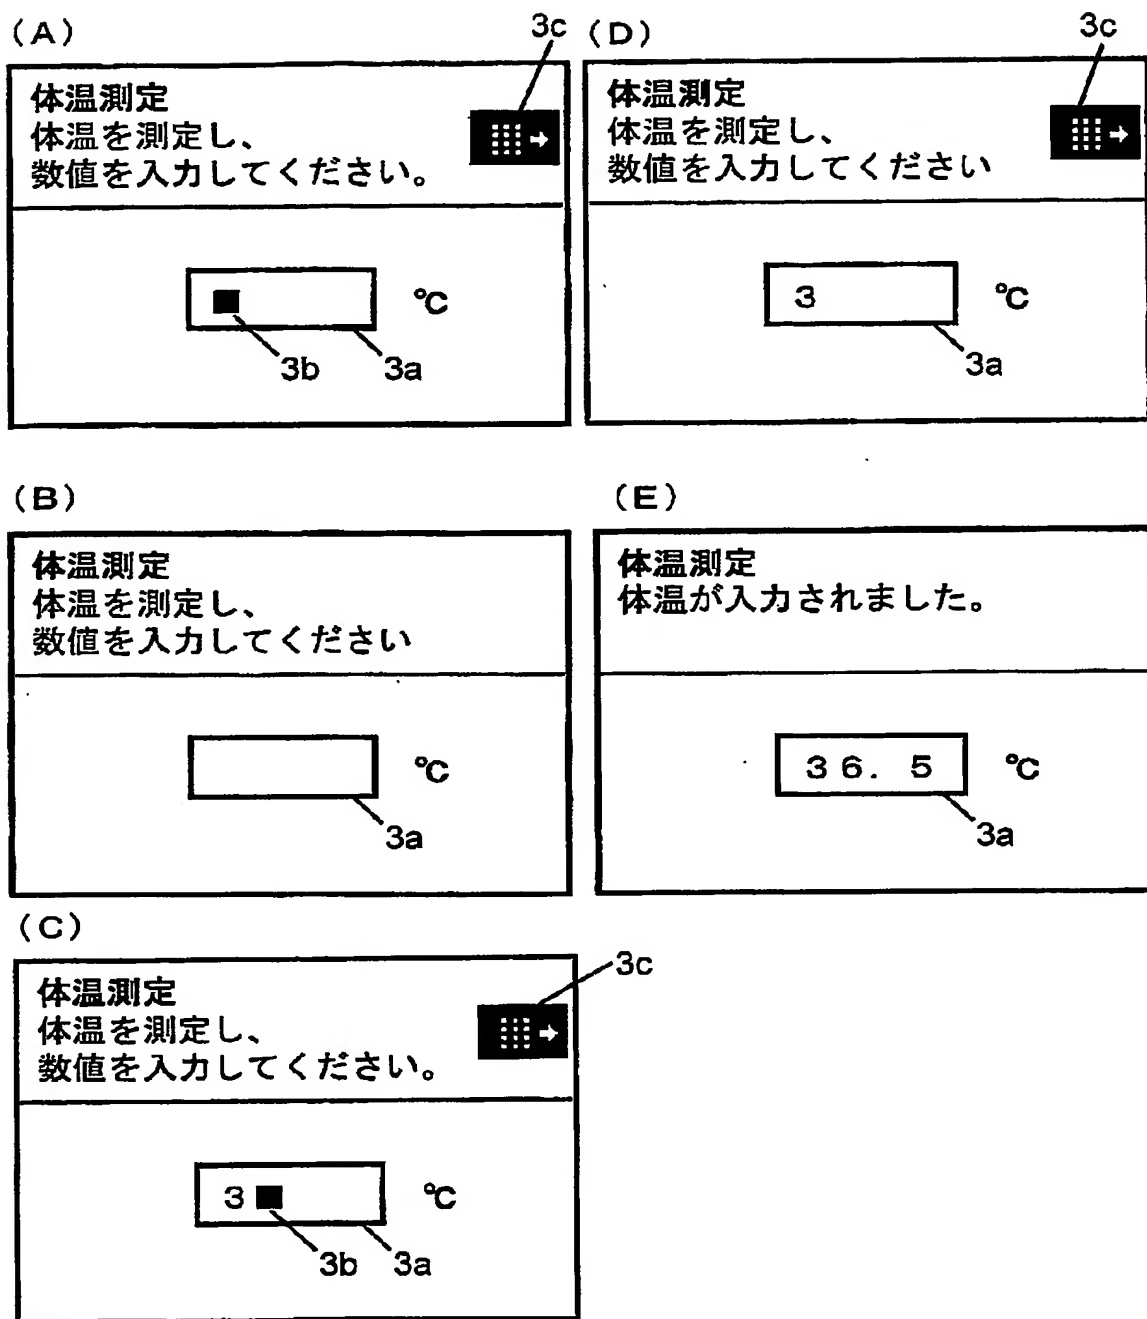 (A)
3c
体温測定
体温を測定し、
数値を入力してください。
℃
3b
3a
(D)
3c
体温測定
体温を測定し、
数値を入力してください
3
℃
3a
(B)
体温測定
体温を測定し、
数値を入力してください
℃
3a
(E)
体温測定
体温が入力されました。
36.5
℃
3a
(C)
3c
体温測定
体温を測定し、
数値を入力してください。
3
℃
3b
3a